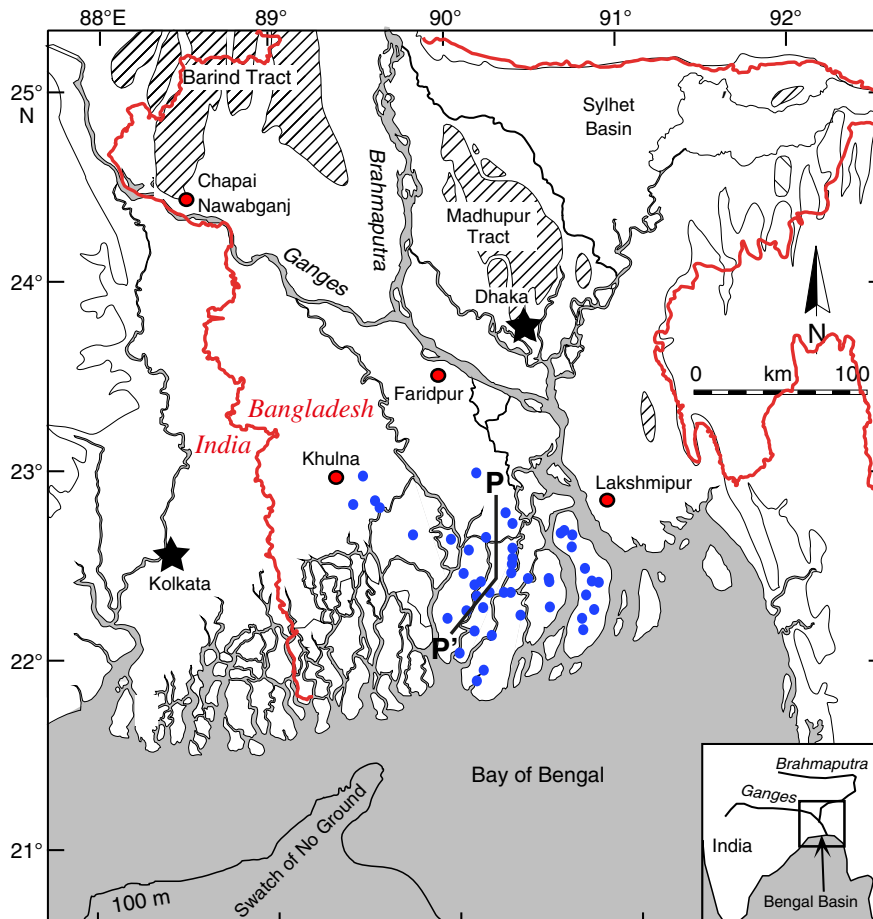 88°E
89°
90°
91°
92°
25°
N
24°
23°
22°
21°
Barind Tract
Sylhet
Basin
Brahmaputra
Chapai
Nawabganj
Madhupur
Tract
Ganges
Dhaka
N
0 km 100
Faridpur
Bangladesh
India
Khulna
P
Lakshmipur
Kolkata
P'
Bay of Bengal
Swatch of No Ground
100 m
Brahmaputra
Ganges
India
Bengal Basin